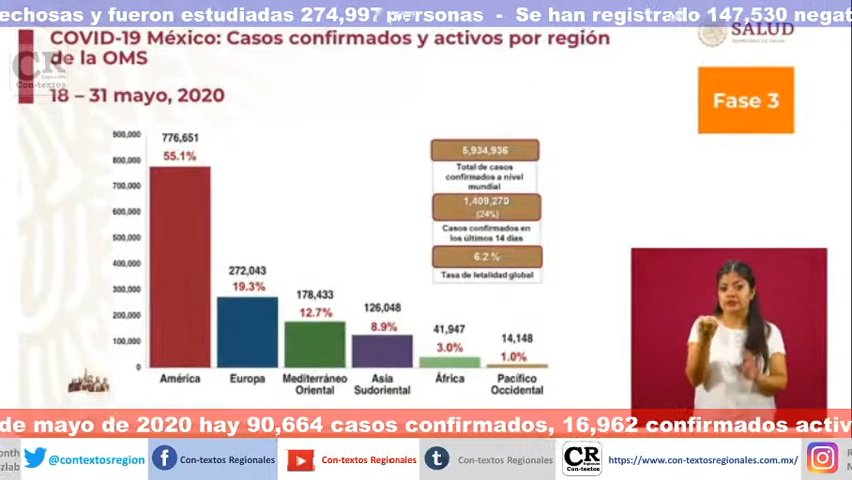 echosas y fueron estudiadas 274,997 personas - Se han registrado 147,530 negat
COVID-19 México: Casos confirmados y activos por región
de la OMS
18 – 31 mayo, 2020
CR
Con-textos
SALUD
Fase 3
900,000
800,000
700,000
600,000
500,000
400,000
300,000
200,000
100,000
0
776,651
55.1%
272,043
19.3%
178,433
12.7%
126,048
8.9%
41,947
3.0%
14,148
1.0%
América
Europa
Mediterráneo
Oriental
Asia
Sudoriental
África
Pacífico
Occidental
5,934,936
Total de casos
confirmados a nivel
mundial
1,409,270
(24%)
Casos confirmados en
los últimos 14 días
6.2 %
Tasa de letalidad global
de mayo de 2020 hay 90,664 casos confirmados, 16,962 confirmados activ
onth
zlab
@contextosregion
Con-textos Regionales
Con-textos Regionales
Con-textos Regionales
CR
Con-textos
https://www.con-textosregionales.com.mx/